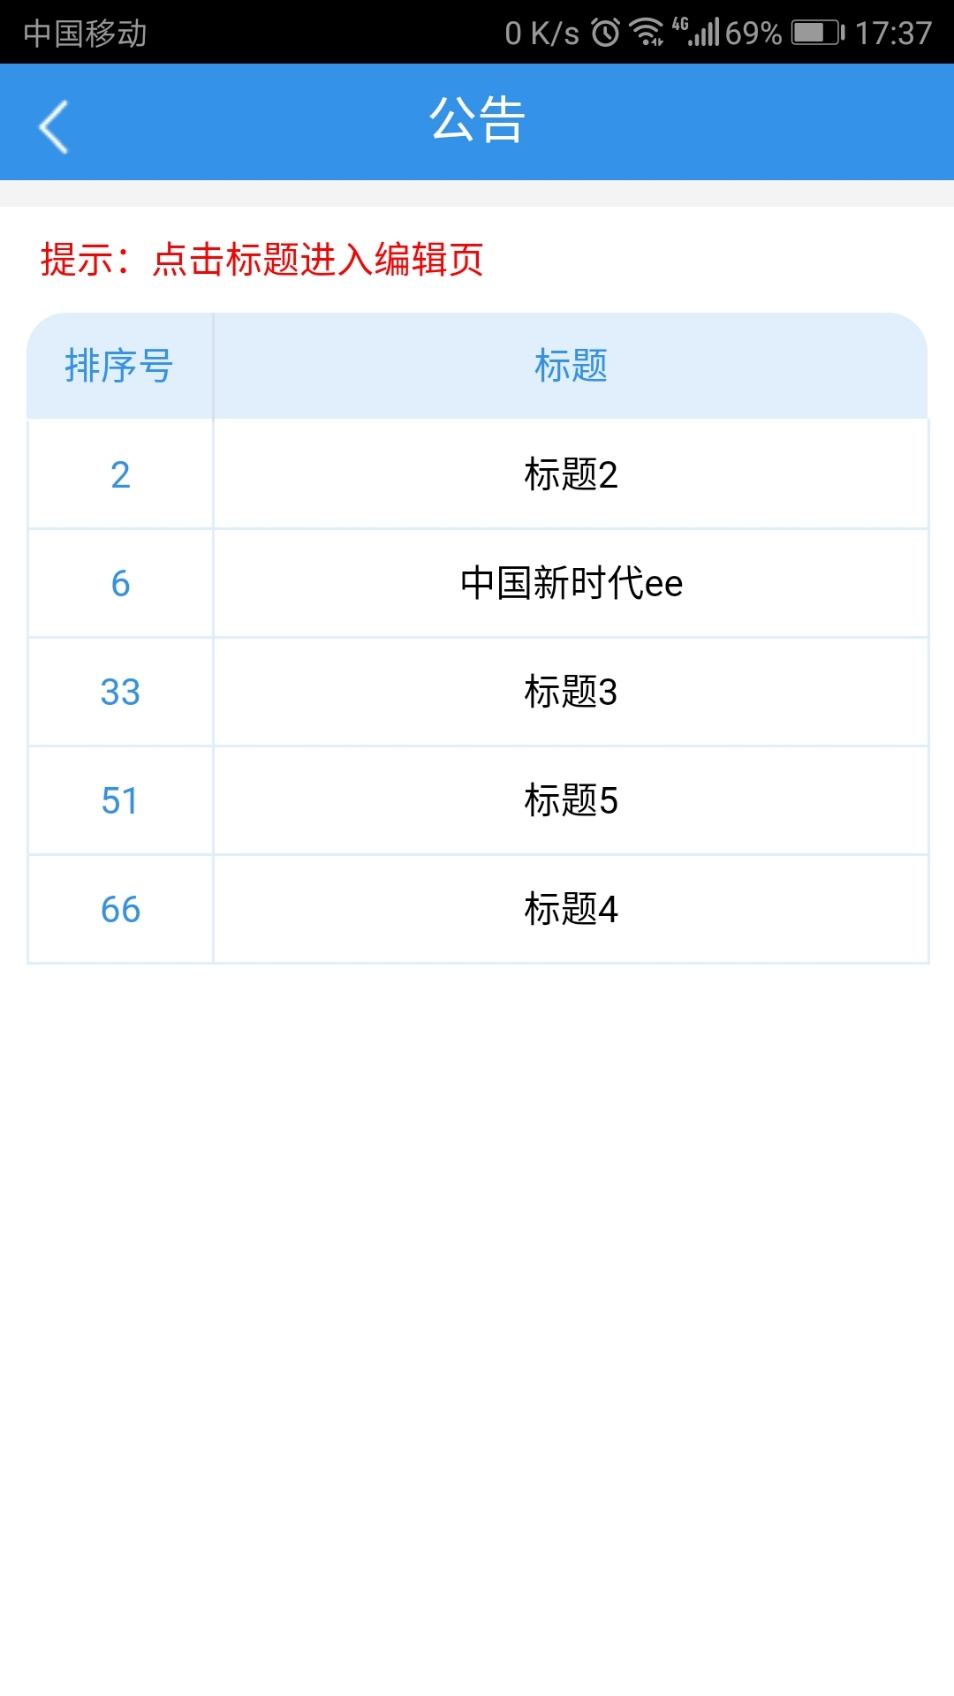 中国移动 0 K/s 4G 69% 17:37
公告
提示：点击标题进入编辑页
排序号 标题
2 标题2
6 中国新时代ee
33 标题3
51 标题5
66 标题4